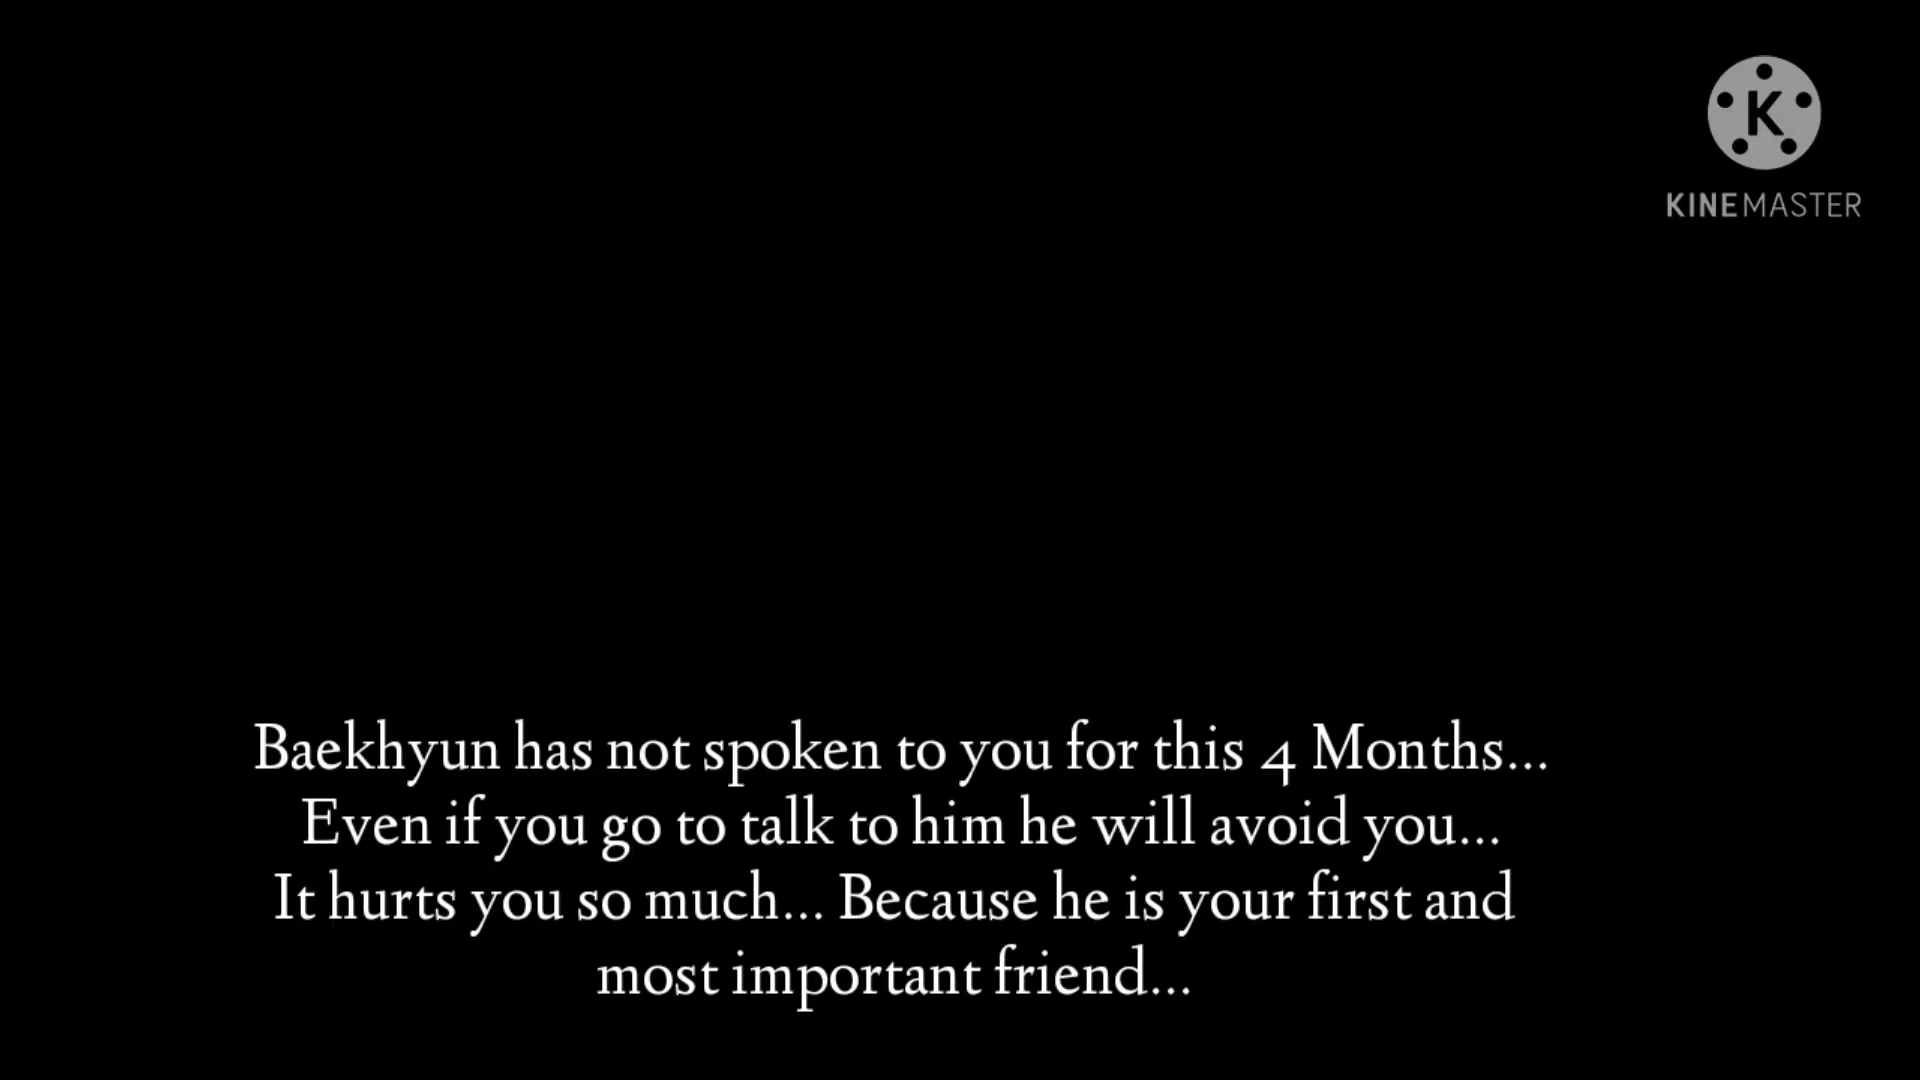 K
KINEMASTER
Baekhyun has not spoken to you for this 4 Months...
Even if you go to talk to him he will avoid you...
It hurts you so much... Because he is your first and
most important friend...